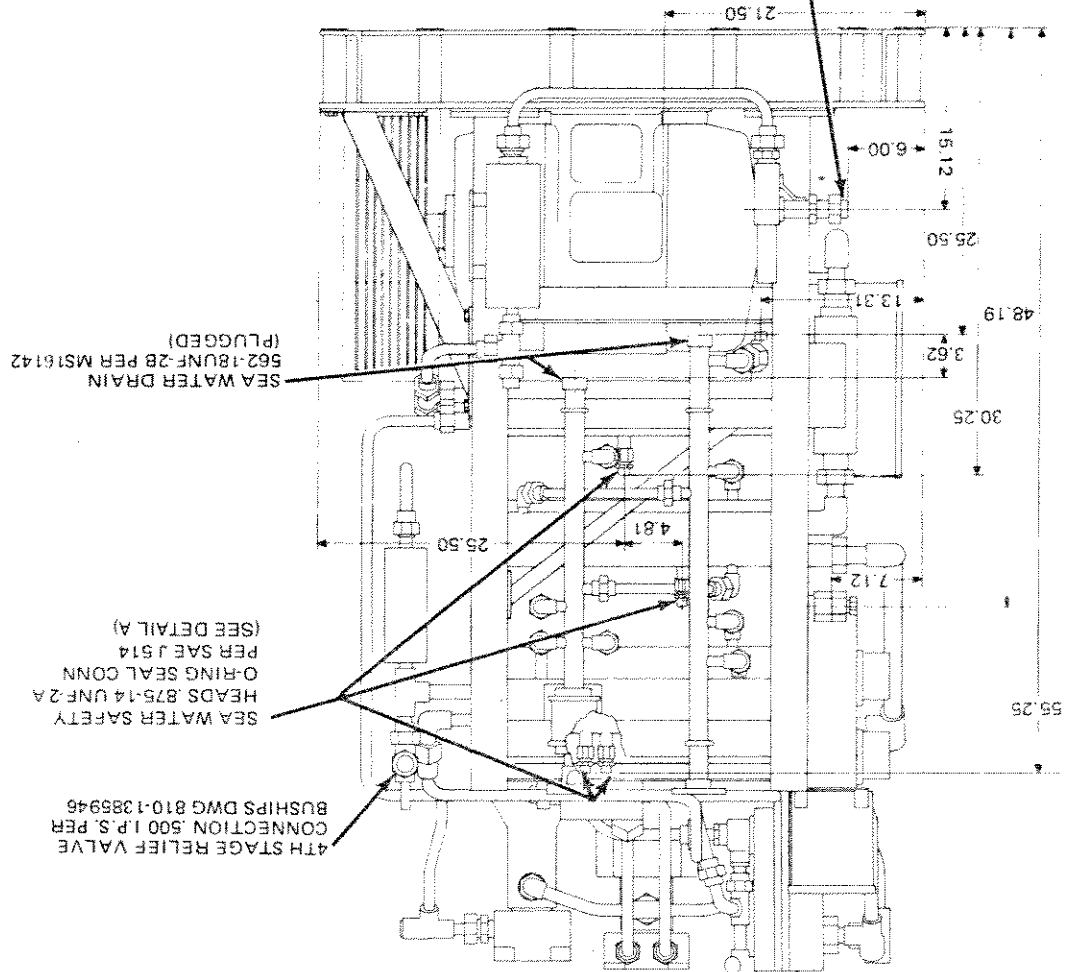 4TH STAGE RELIEF VALVE
CONNECTION .500 I.P.S. PER
BUSHIPS DWG 810-1385946
55.25
SEA WATER SAFETY
HEADS .875-14 UNF-2A
O-RING SEAL CONN
PER SAE J514
(SEE DETAIL A)
7.12
4.81
25.50
30.25
SEA WATER DRAIN
562-18UNF-2B PER MS16142
(PLUGGED)
3.62
48.19
13.31
25.50
6.00
15.12
21.50